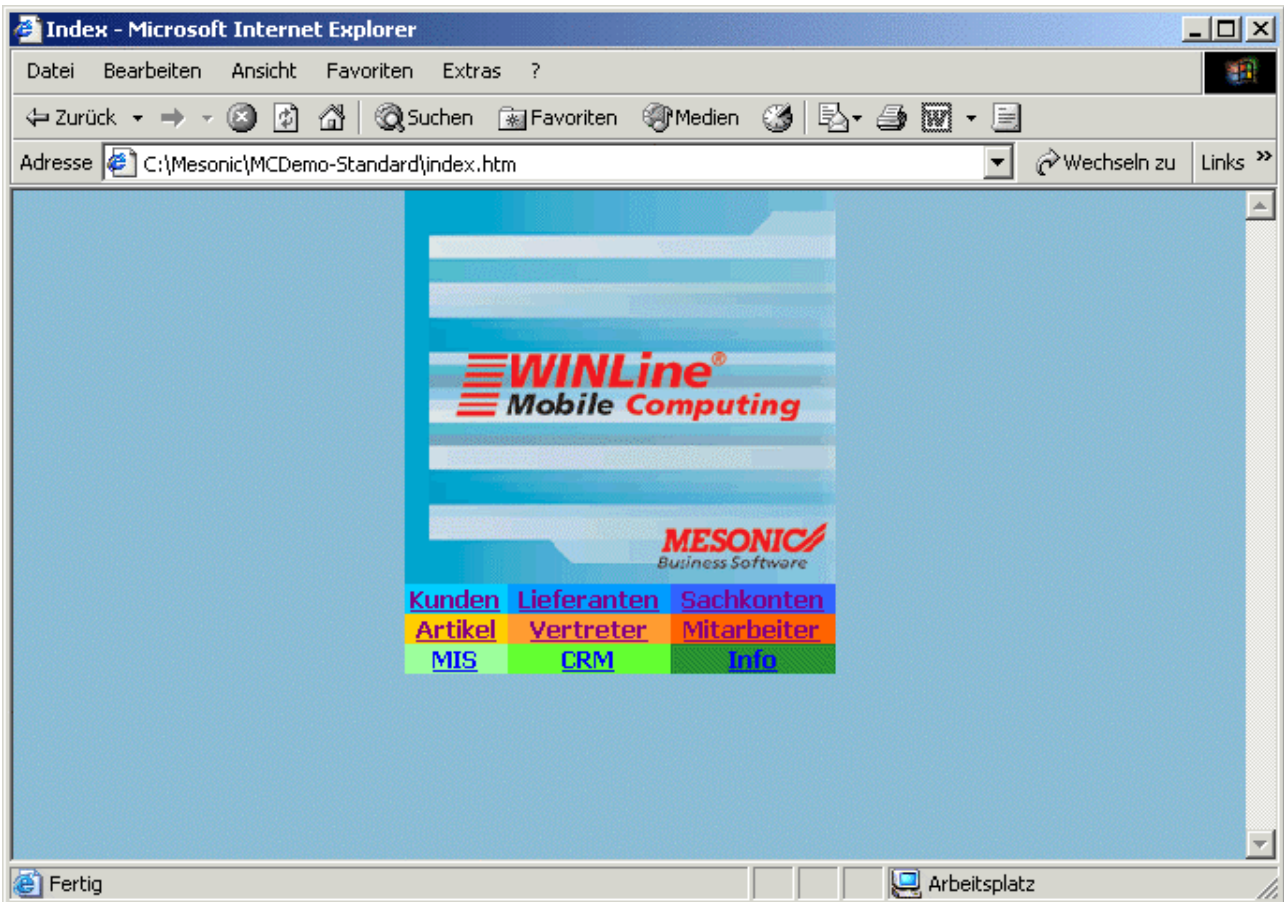 Index - Microsoft Internet Explorer
Datei Bearbeiten Ansicht Favoriten Extras ?
Zurück Suchen Favoriten Medien
Adresse C:\Mesonic\MCDemo-Standard\index.htm Wechseln zu Links »
WINLine®
Mobile Computing
MESONIC
Business Software
Kunden Lieferanten Sachkonten
Artikel Vertreter Mitarbeiter
MIS CRM Info
Fertig Arbeitsplatz